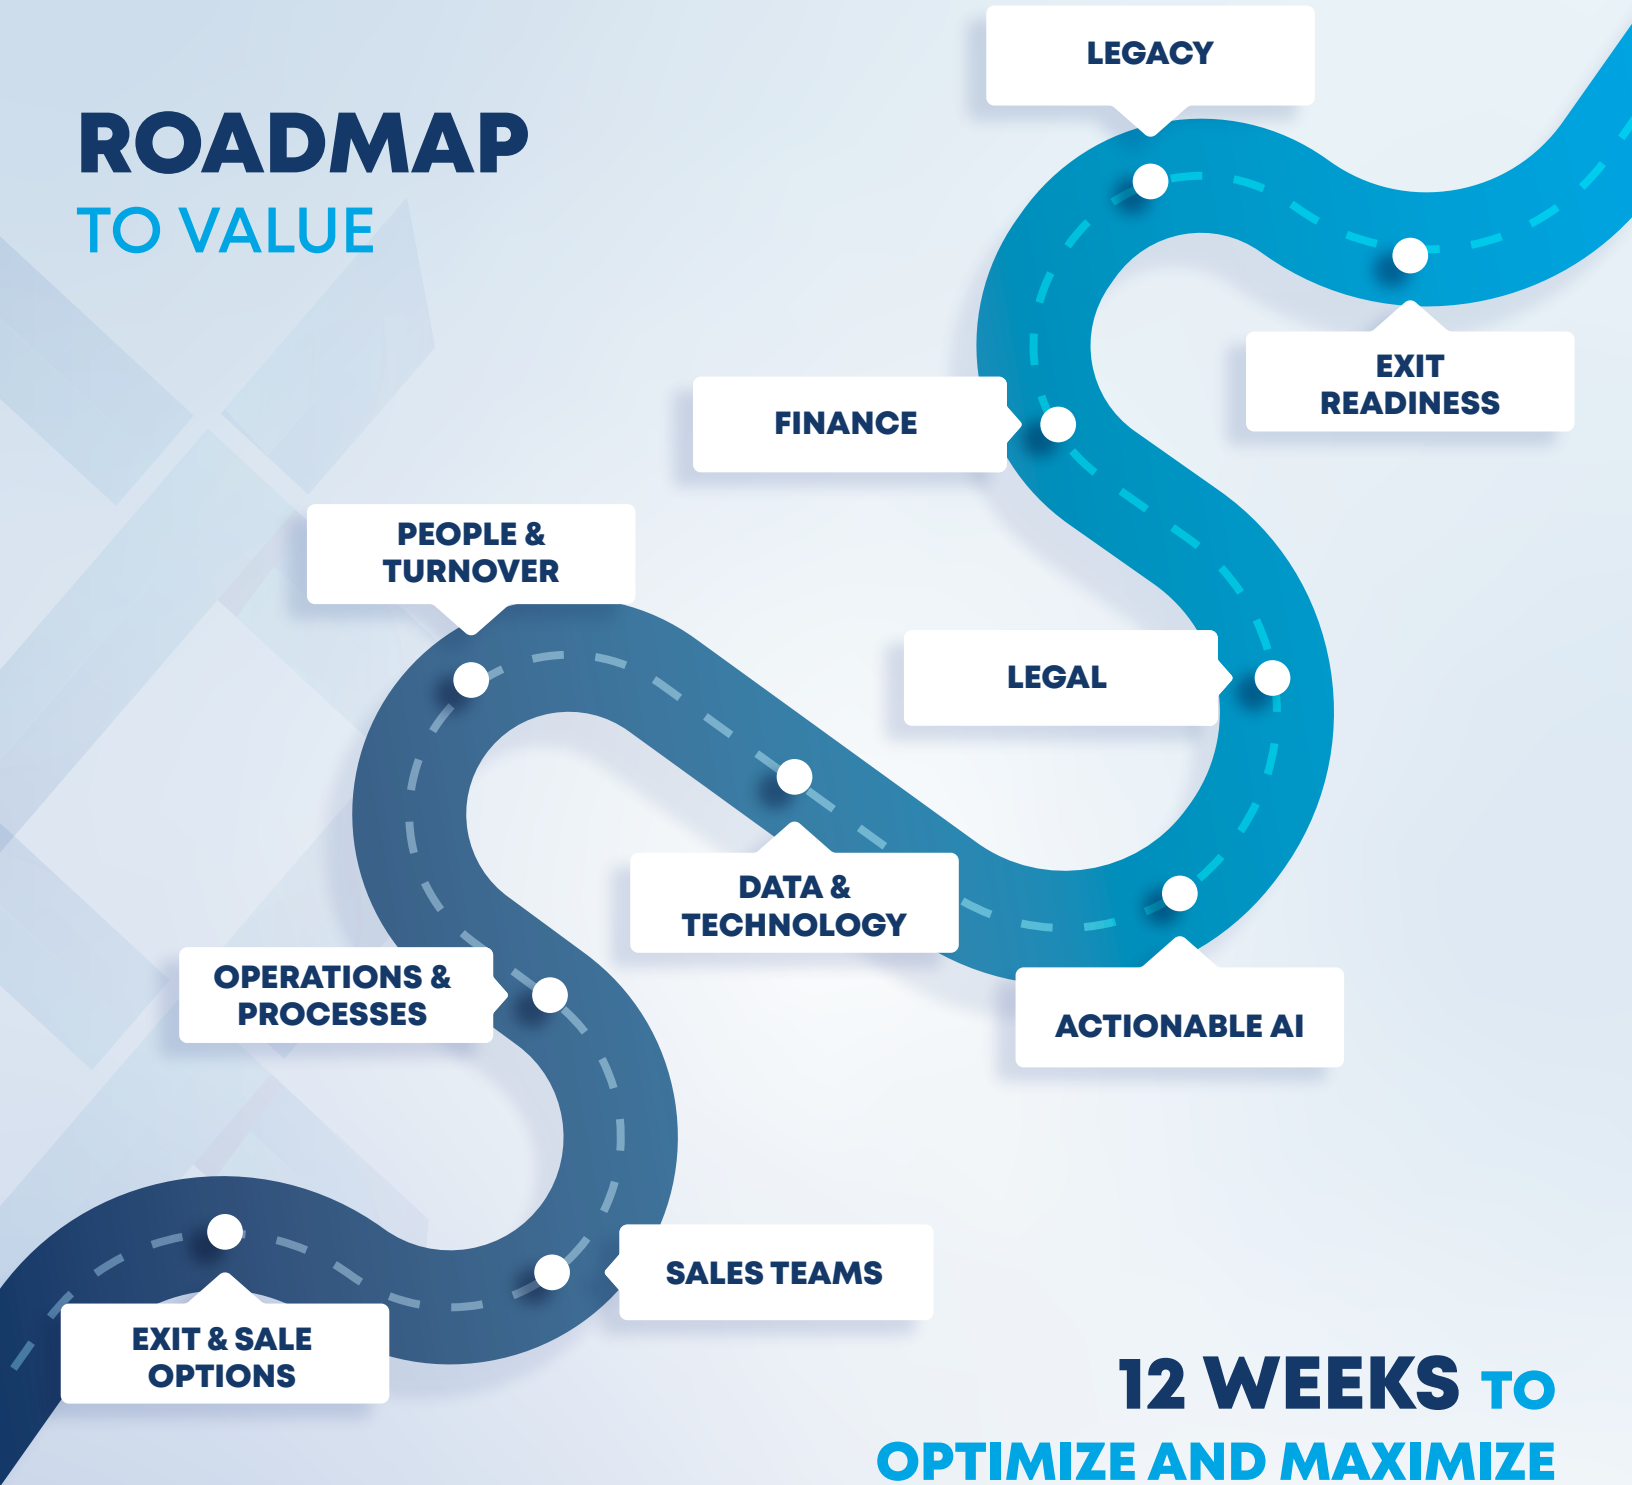 ROADMAP
TO VALUE
LEGACY
EXIT
READINESS
FINANCE
PEOPLE &
TURNOVER
LEGAL
DATA &
TECHNOLOGY
OPERATIONS &
PROCESSES
ACTIONABLE AI
SALES TEAMS
EXIT & SALE
OPTIONS
12 WEEKS TO
OPTIMIZE AND MAXIMIZE